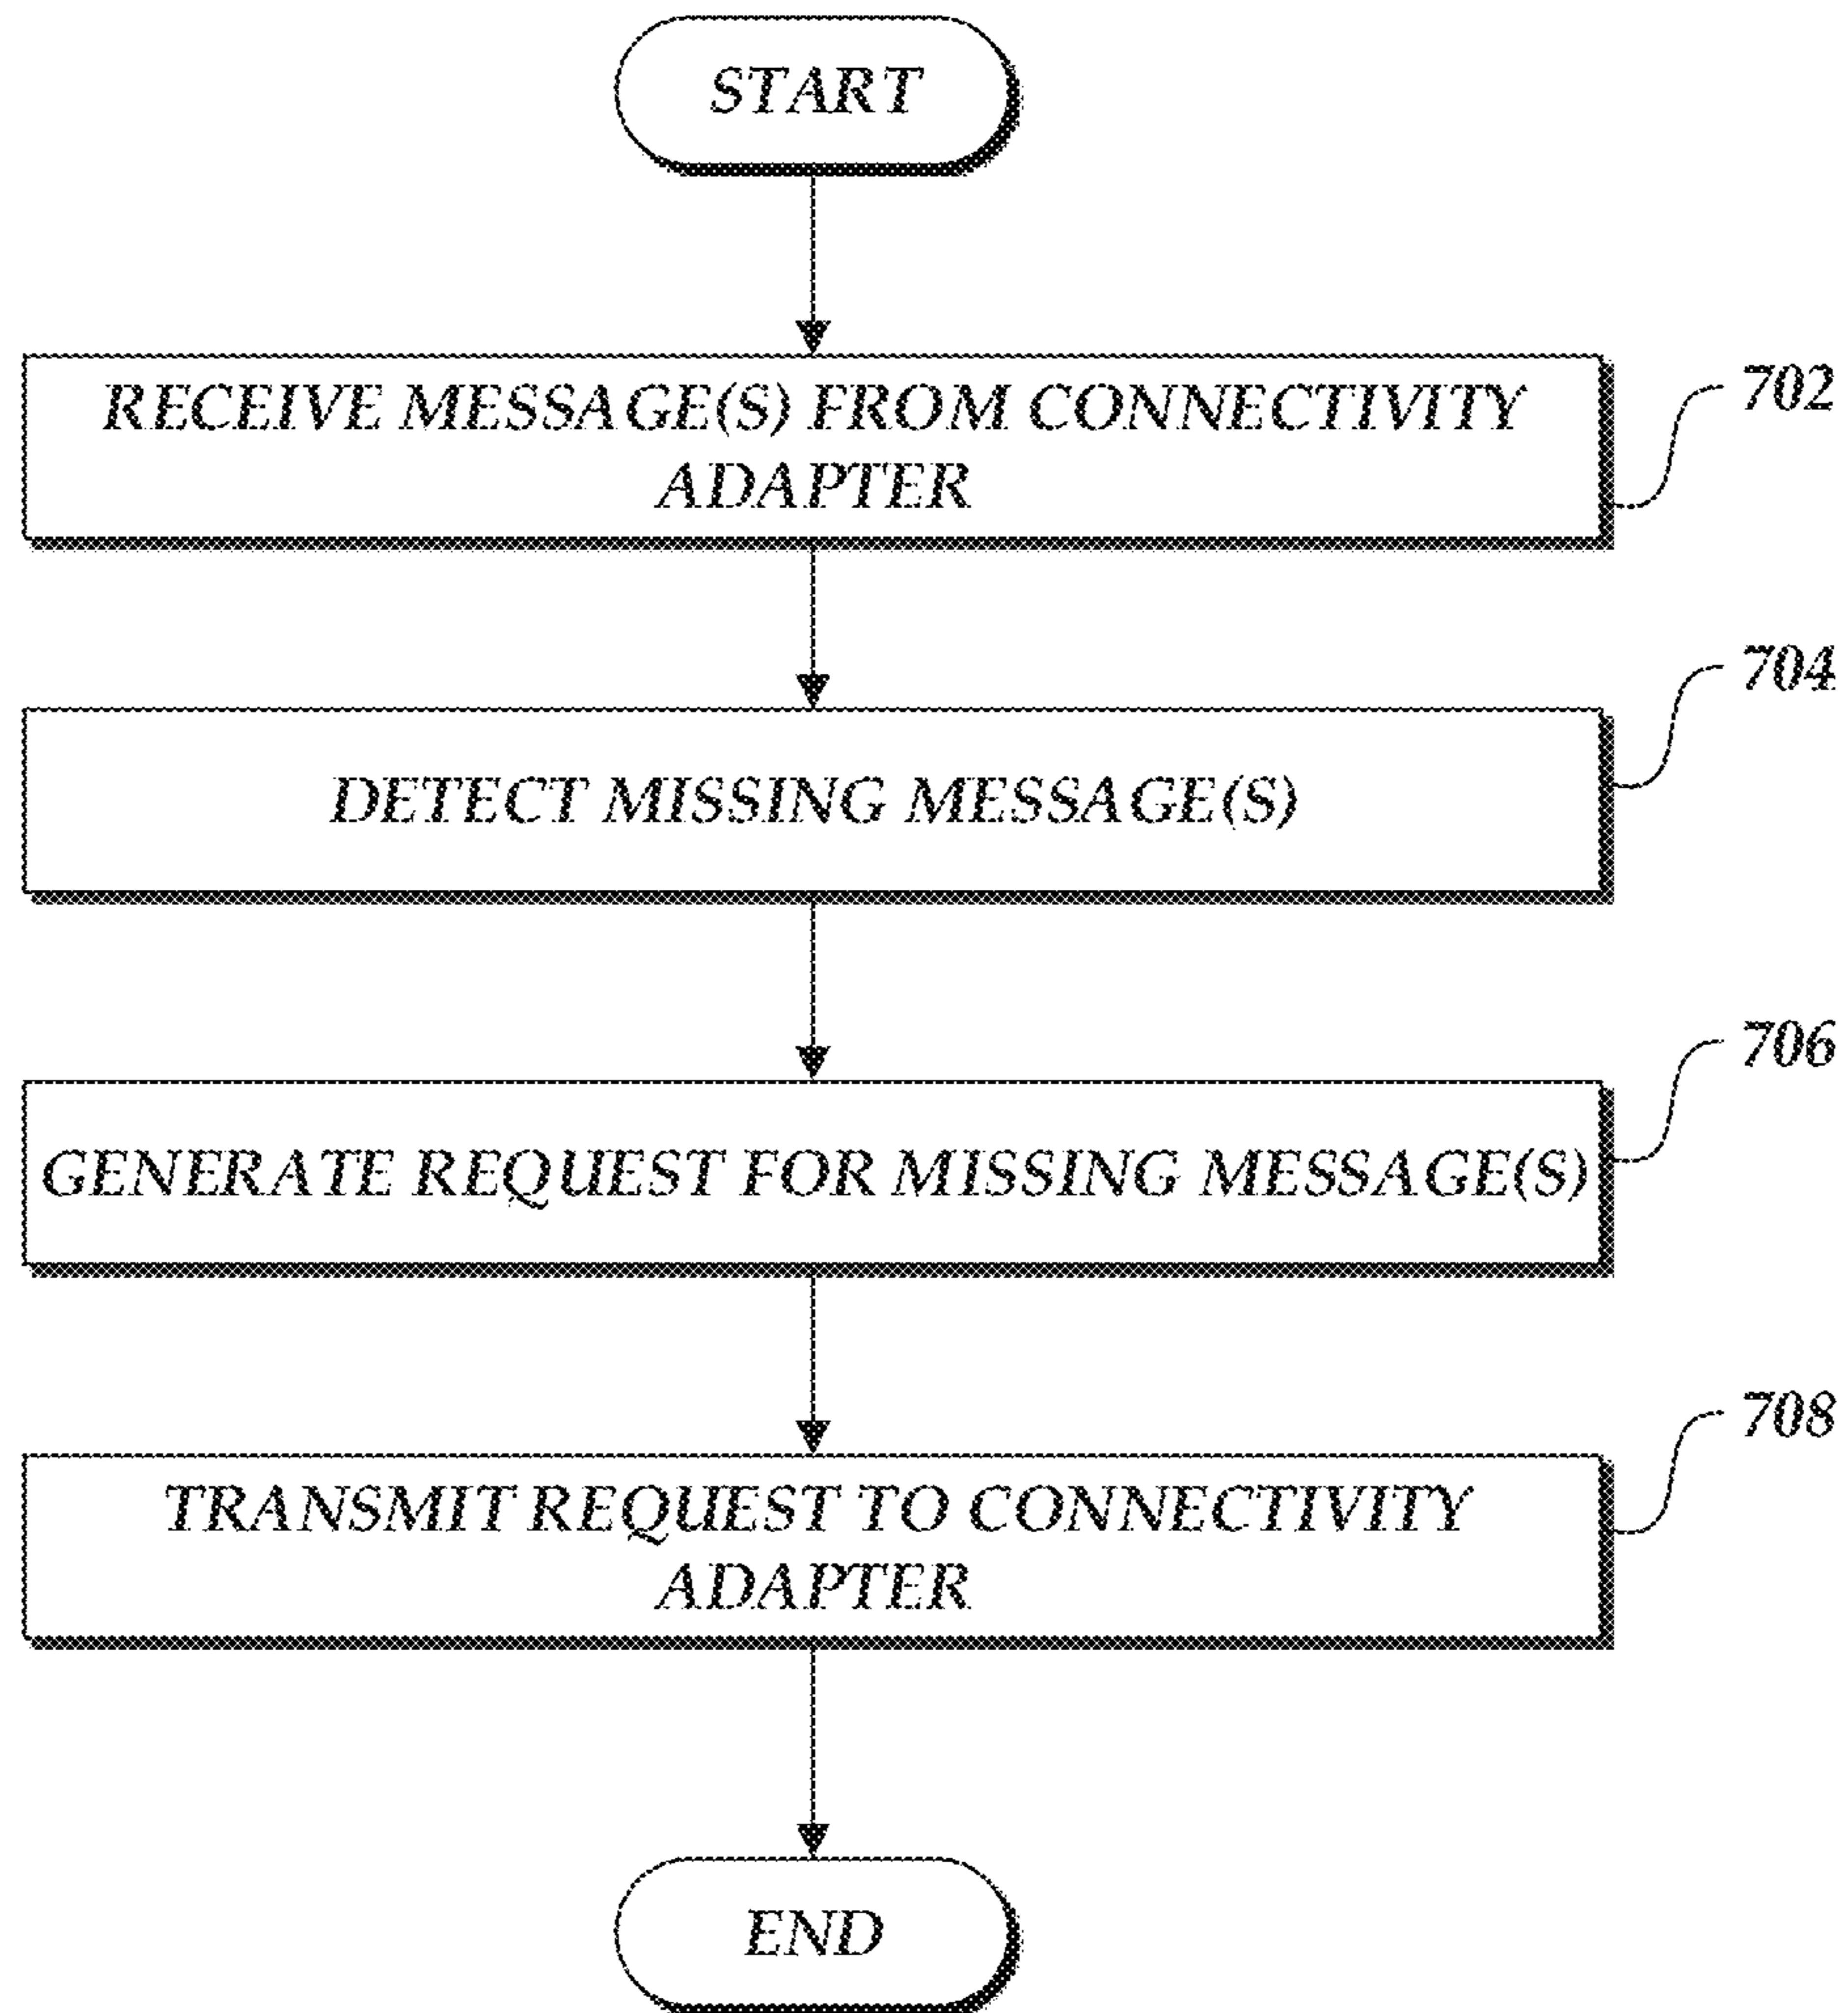 START
RECEIVE MESSAGE(S) FROM CONNECTIVITY
ADAPTER
702
DETECT MISSING MESSAGE(S)
704
GENERATE REQUEST FOR MISSING MESSAGE(S)
706
TRANSMIT REQUEST TO CONNECTIVITY
ADAPTER
708
END